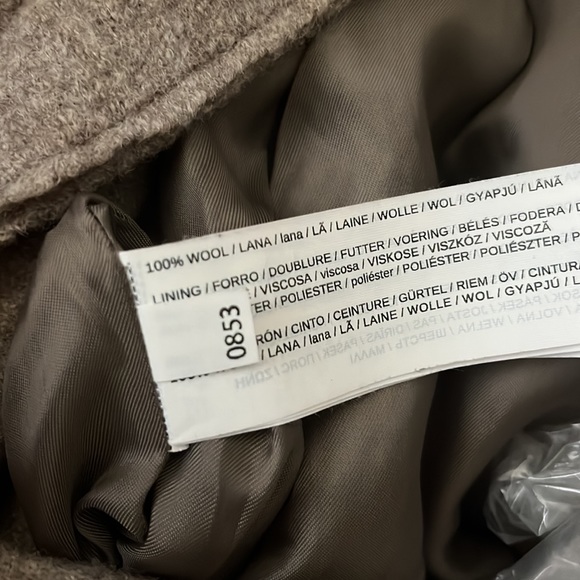 100% WOOL / LANA / lana / LÃ / LAINE / WOLLE / WOL / GYAPJÚ / LÂNĂ
LINING / FORRO / DOUBLURE / FUTTER / VOERING / BÉLÉS / FODERA / D
/ VISCOSA / viscosa / VISKOSE / VISZKÓZ / VISCOZĂ
TER / POLIESTER / poliéster / POLIÉSTER / POLIÉSZTER / P
RÓN / CINTO / CEINTURE / GÜRTEL / RIEM / ÖV / CINTURA
/ LANA / lana / LÃ / LAINE / WOLLE / WOL / GYAPJÚ / L
0853